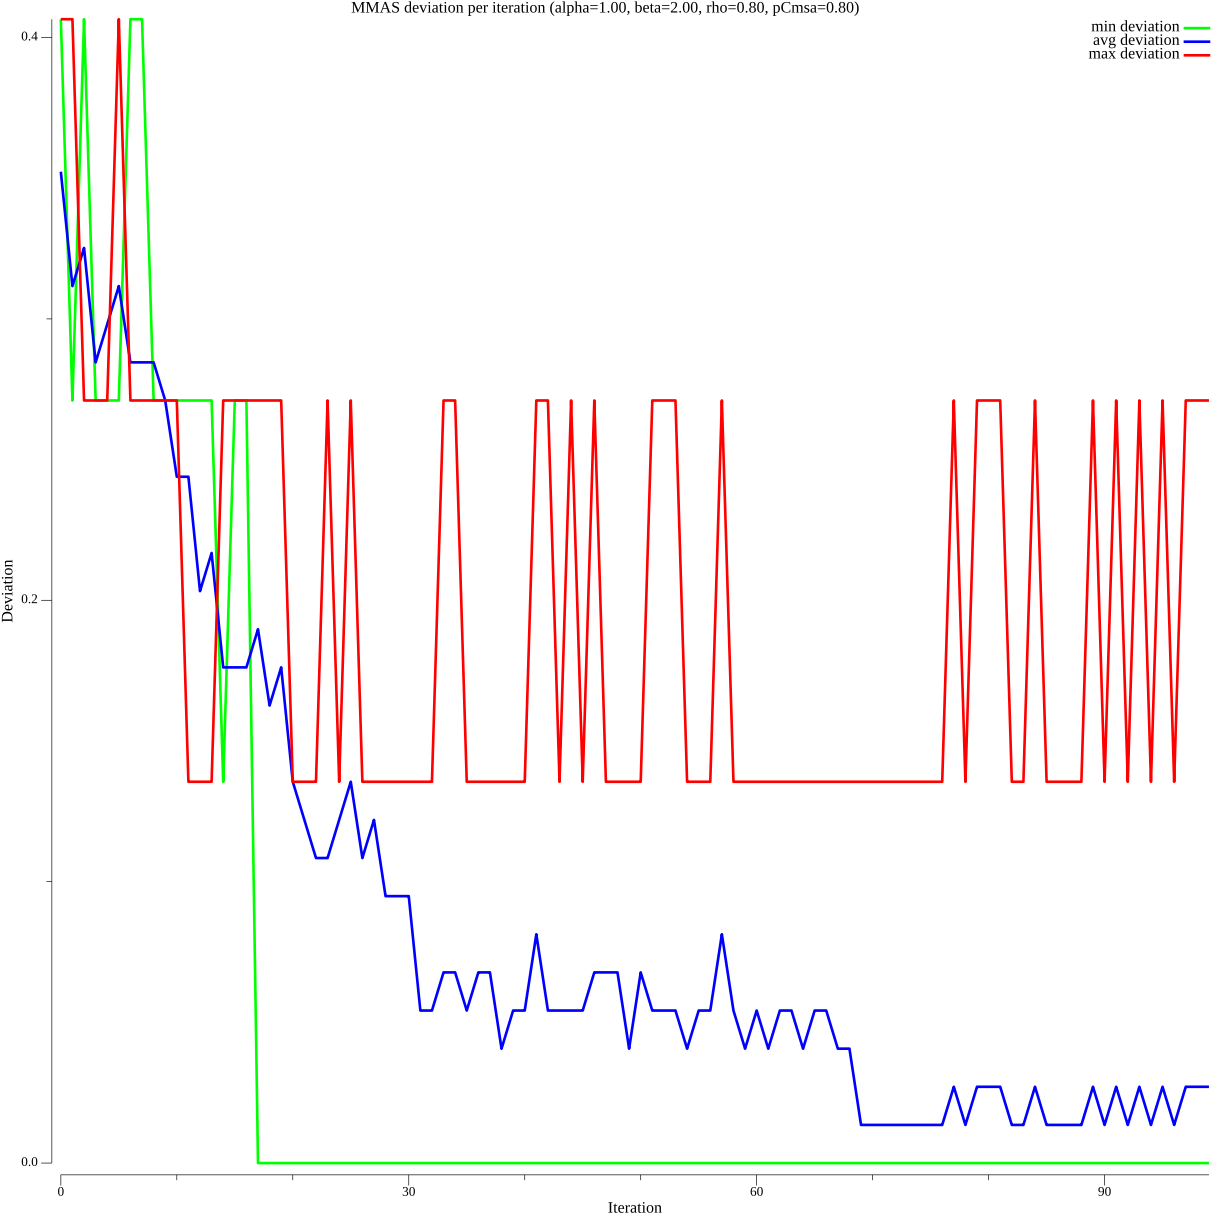 MMAS deviation per iteration (alpha=1.00, beta=2.00, rho=0.80, pCmsa=0.80)
min deviation
avg deviation
max deviation
0.4
0.2
0.0
Deviation
0
30
60
90
Iteration